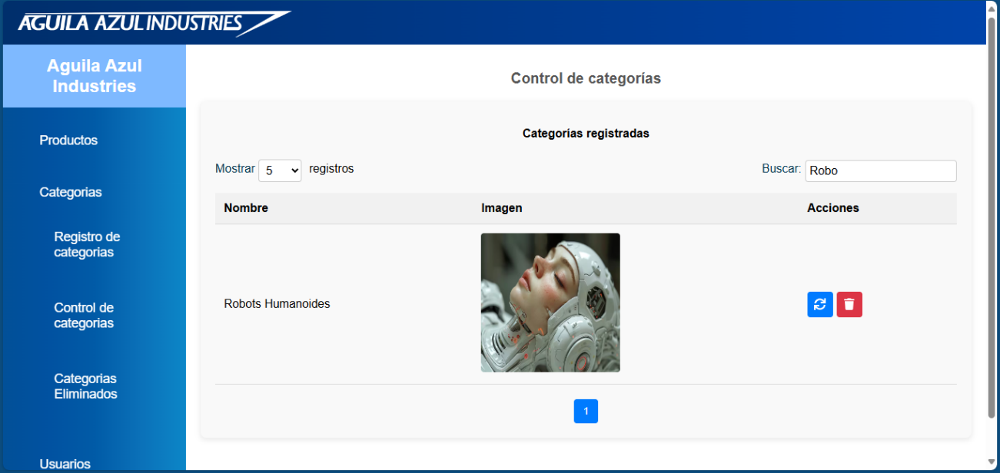 AGUILA AZUL INDUSTRIES
Aguila Azul
Industries
Productos
Categorias
Registro de
categorias
Control de
categorias
Categorias
Eliminados
Usuarios
Control de categorías
Categorías registradas
Mostrar 5 registros
Buscar: Robo
Nombre Imagen Acciones
Robots Humanoides
1